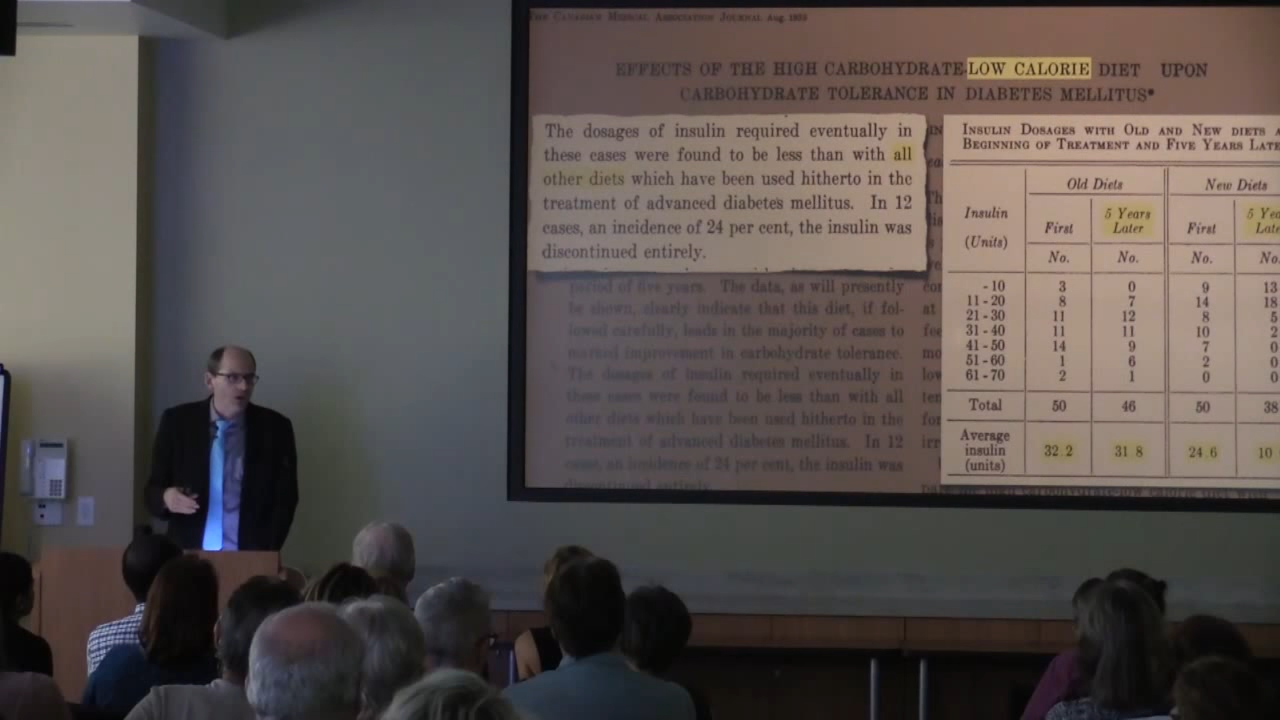 THE CANADIAN MEDICAL ASSOCIATION JOURNAL Aug. 1933
EFFECTS OF THE HIGH CARBOHYDRATE-LOW CALORIE DIET UPON
CARBOHYDRATE TOLERANCE IN DIABETES MELLITUS*
The dosages of insulin required eventually in
these cases were found to be less than with all
other diets which have been used hitherto in the
treatment of advanced diabetes mellitus. In 12
cases, an incidence of 24 per cent, the insulin was
discontinued entirely.
period of five years. The data, as will presently
be shown, clearly indicate that this diet, if fol-
lowed carefully, leads in the majority of cases to
marked improvement in carbohydrate tolerance.
The dosages of insulin required eventually in
these cases were found to be less than with all
other diets which have been used hitherto in the
treatment of advanced diabetes mellitus. In 12
cases, an incidence of 24 per cent, the insulin was
discontinued entirely.
INSULIN DOSAGES WITH OLD AND NEW DIETS A
BEGINNING OF TREATMENT AND FIVE YEARS LATE
Old Diets New Diets
Insulin
(Units)
First 5 Years Later First 5 Yea Late
No. No. No. No.
-10 3 0 9 13
11-20 8 7 14 18
21-30 11 12 8 5
31-40 11 11 10 2
41-50 14 9 7 0
51-60 1 6 2 0
61-70 2 1 0 0
Total 50 46 50 38
Average
insulin
(units) 32.2 31.8 24.6 10